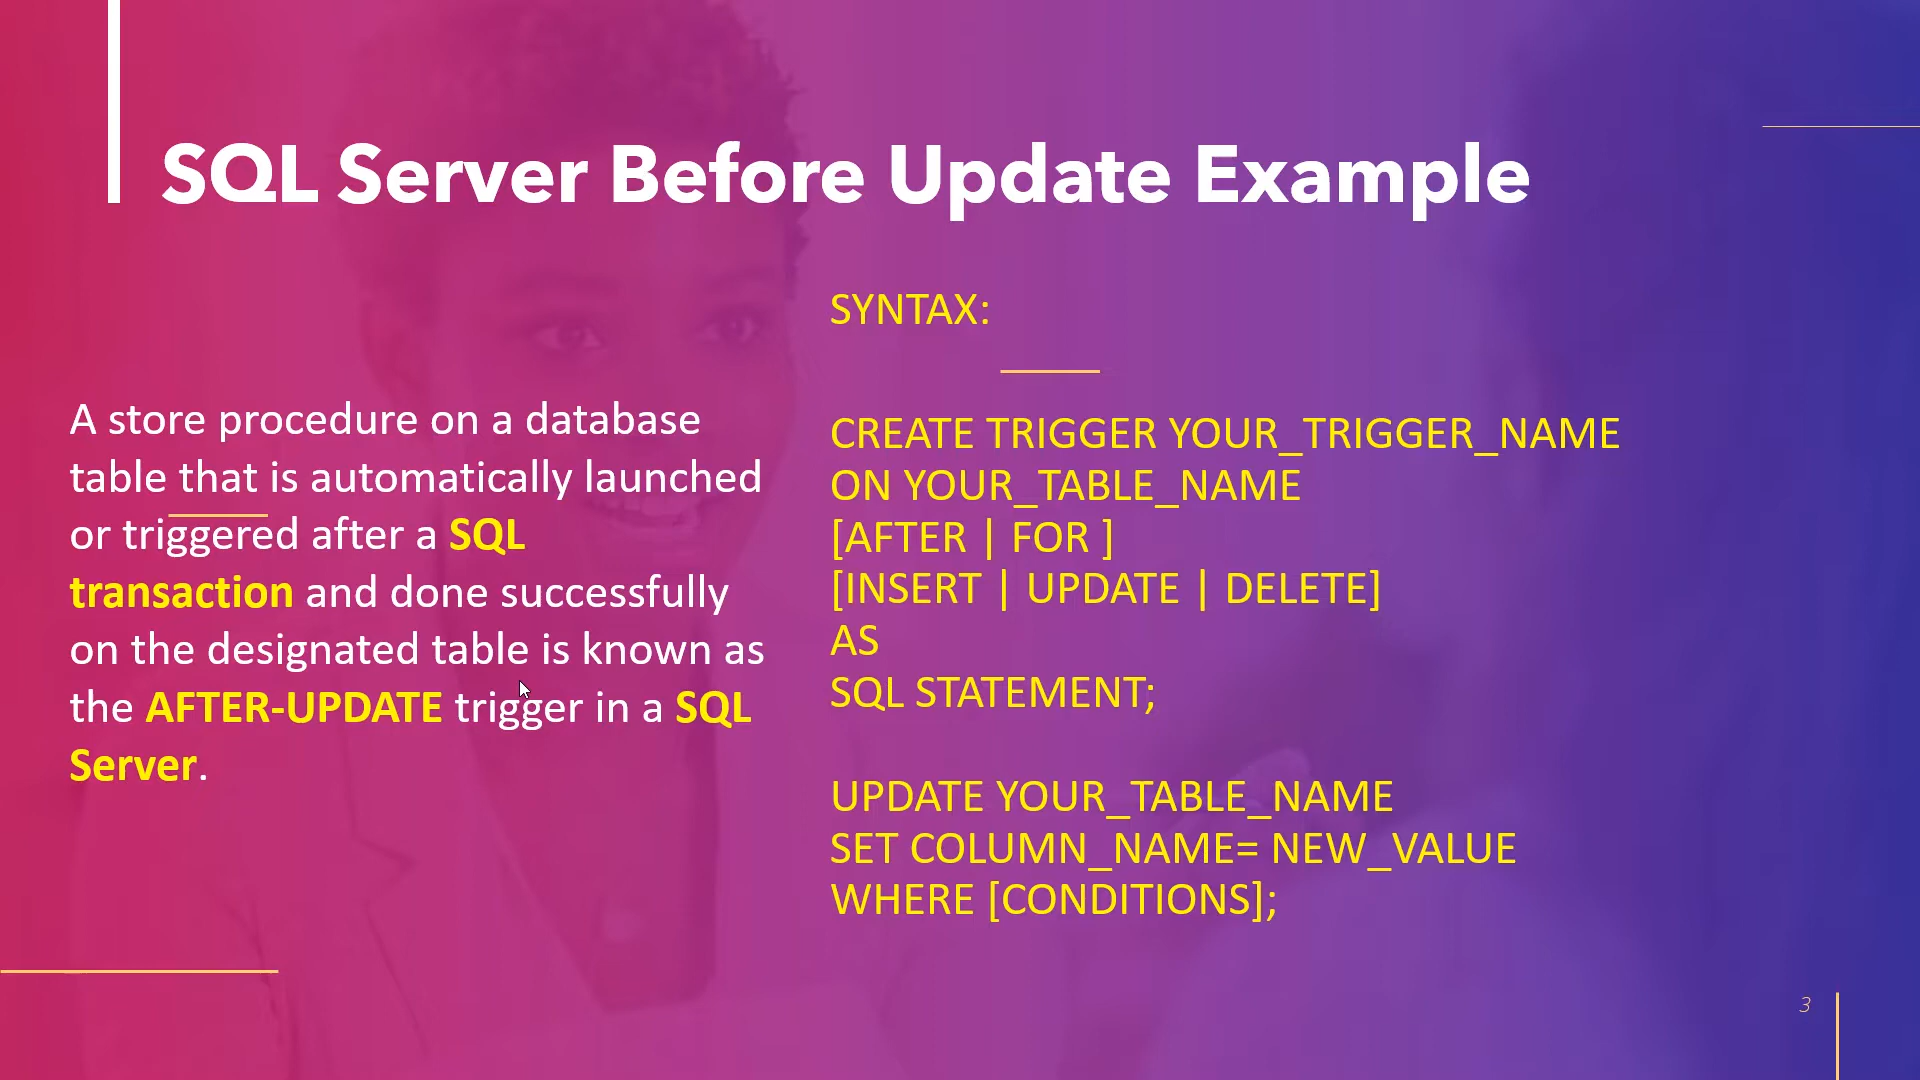 SQL Server Before Update Example
A store procedure on a database
table that is automatically launched
or triggered after a SQL
transaction and done successfully
on the designated table is known as
the AFTER-UPDATE trigger in a SQL
Server.
SYNTAX:
CREATE TRIGGER YOUR_TRIGGER_NAME
ON YOUR_TABLE_NAME
[AFTER | FOR ]
[INSERT | UPDATE | DELETE]
AS
SQL STATEMENT;
UPDATE YOUR_TABLE_NAME
SET COLUMN_NAME= NEW_VALUE
WHERE [CONDITIONS];
3